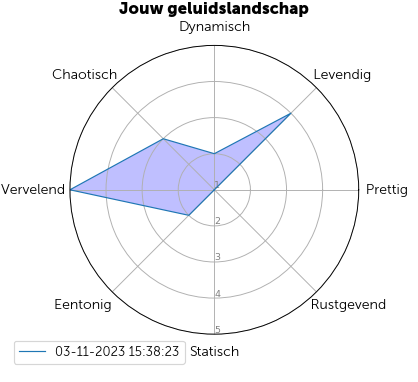 Jouw geluidslandschap
Dynamisch
Chaotisch
Levendig
Vervelend
1
Prettig
2
3
4
Eentonig
Rustgevend
5
03-11-2023 15:38:23
Statisch